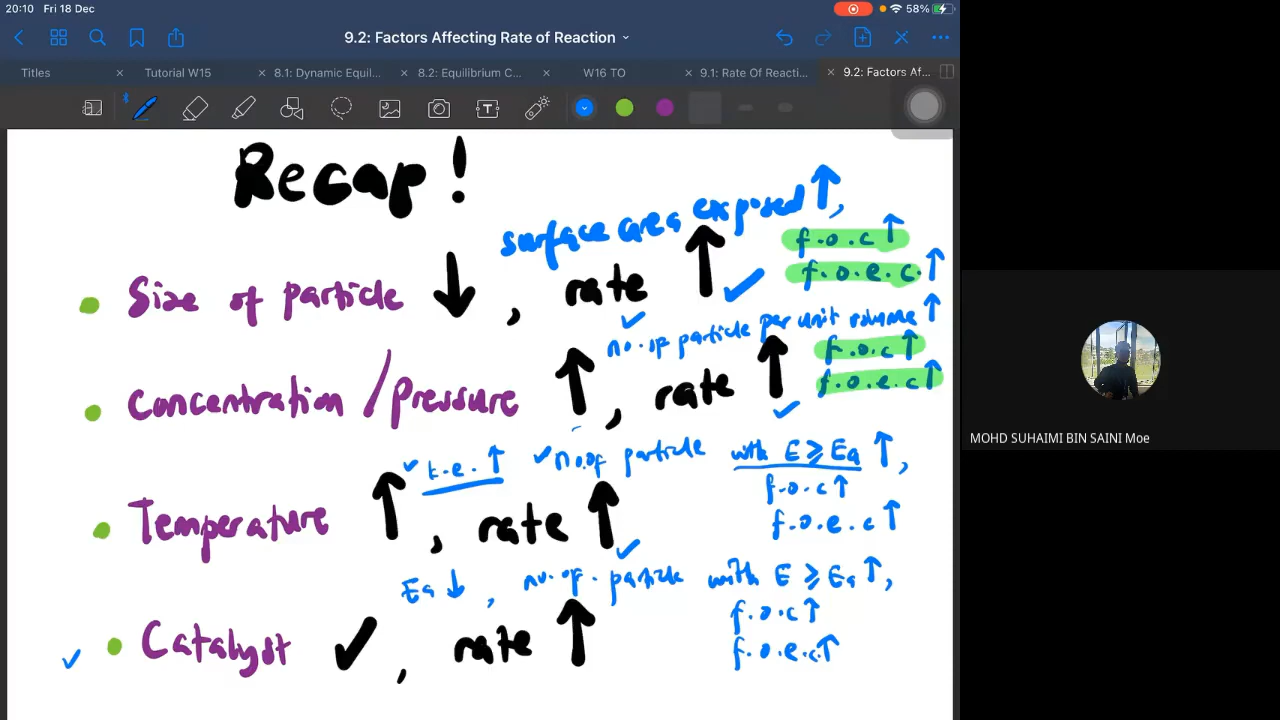 20:10 Fri 18 Dec
58%
9.2: Factors Affecting Rate of Reaction
Titles
Tutorial W15
8.1: Dynamic Equil...
8.2: Equilibrium C...
W16 TO
9.1: Rate Of Reacti...
9.2: Factors Af...
Recap!
surface area exposed ↑,
f.o.c ↑
f.o.e.c. ↑
• Size of particle ↓, rate ↑ ✓
no. of particle per unit volume ↑
f.o.c ↑
f.o.e.c ↑
• Concentration / pressure ↑, rate ↑
k.e. ↑ no. of particle with E ≥ Ea ↑,
f.o.c ↑
f.o.e.c ↑
• Temperature ↑, rate ↑
Ea ↓, no. of. particle with E ≥ Ea ↑,
f.o.c ↑
f.o.e.c. ↑
• Catalyst ✓, rate ↑
MOHD SUHAIMI BIN SAINI Moe